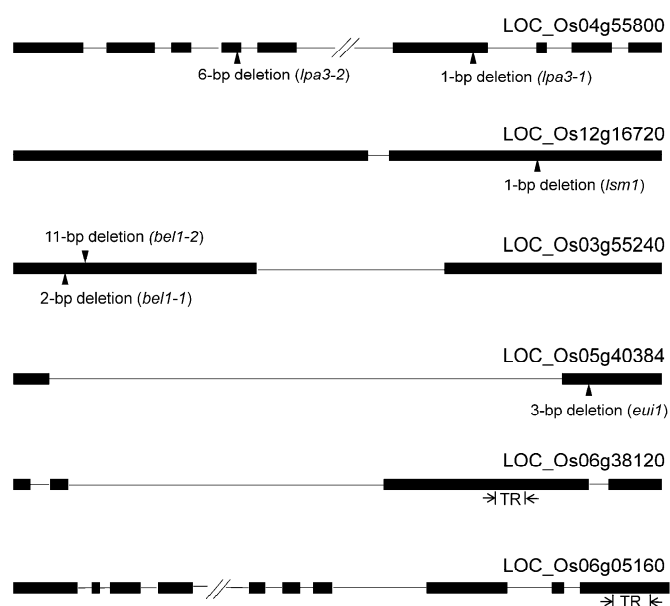 LOC_Os04g55800
6-bp deletion (lpa3-2)
1-bp deletion (lpa3-1)
LOC_Os12g16720
1-bp deletion (lsm1)
11-bp deletion (bel1-2)
LOC_Os03g55240
2-bp deletion (bel1-1)
LOC_Os05g40384
3-bp deletion (eui1)
LOC_Os06g38120
TR
LOC_Os06g05160
TR